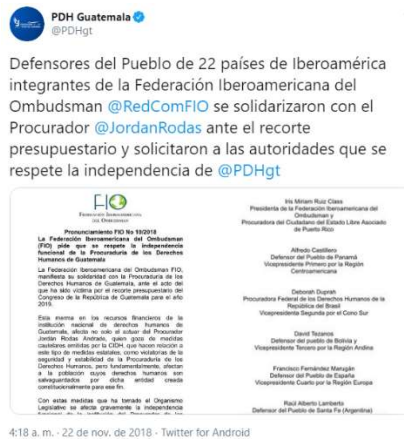 PDH Guatemala
@PDHgt
Defensores del Pueblo de 22 países de Iberoamérica
integrantes de la Federación Iberoamericana del
Ombudsman @RedComFIO se solidarizaron con el
Procurador @JordanRodas ante el recorte
presupuestario y solicitaron a las autoridades que se
respete la independencia de @PDHgt
FIO
FEDERACIÓN IBEROAMERICANA
DEL OMBUDSMAN
Pronunciamiento FIO No 10/2018
La Federación Iberoamericana del Ombudsman
(FIO) pide que se respete la independencia
funcional de la Procuraduría de los Derechos
Humanos de Guatemala
La Federación Iberoamericana del Ombudsman FIO,
manifiesta su solidaridad con la Procuraduría de los
Derechos Humanos de Guatemala, ante el acto del
que ha sido víctima por el recorte presupuestario del
Congreso de la República de Guatemala para el año
2019.
Esta merma en los recursos financieros de la
institución nacional de derechos humanos de
Guatemala, afecta no solo el actuar del Procurador
Jordan Rodas Andrade, quien goza de medidas
cautelares emitidas por la CIDH, que hacen relación a
este tipo de medidas estatales, como violatorias de la
seguridad y estabilidad de la Procuraduría de los
Derechos Humanos, pero fundamentalmente, afectan
a la población cuyos derechos humanos son
salvaguardados por dicha entidad creada
constitucionalmente para ese fin.
Con estas medidas que ha tomado el Organismo
Legislativo se afecta gravemente la independencia
Iris Miriam Ruiz Class
Presidenta de la Federación Iberoamericana del
Ombudsman y
Procuradora del Ciudadano del Estado Libre Asociado
de Puerto Rico
Alfredo Castillero
Defensor del Pueblo de Panamá
Vicepresidente Primero por la Región
Centroamericana
Deborah Duprah
Procuradora Federal de los Derechos Humanos de la
República del Brasil
Vicepresidenta Segunda por el Cono Sur
David Tezanos
Defensor del pueblo de Bolivia y
Vicepresidente Tercero por la Región Andina
Francisco Fernández Marugán
Defensor del Pueblo de España
Vicepresidente Cuarto por la Región Europa
Raúl Alberto Lamberto
Defensor del Pueblo de Santa Fe (Argentina)
4:18 a. m. · 22 de nov. de 2018 · Twitter for Android